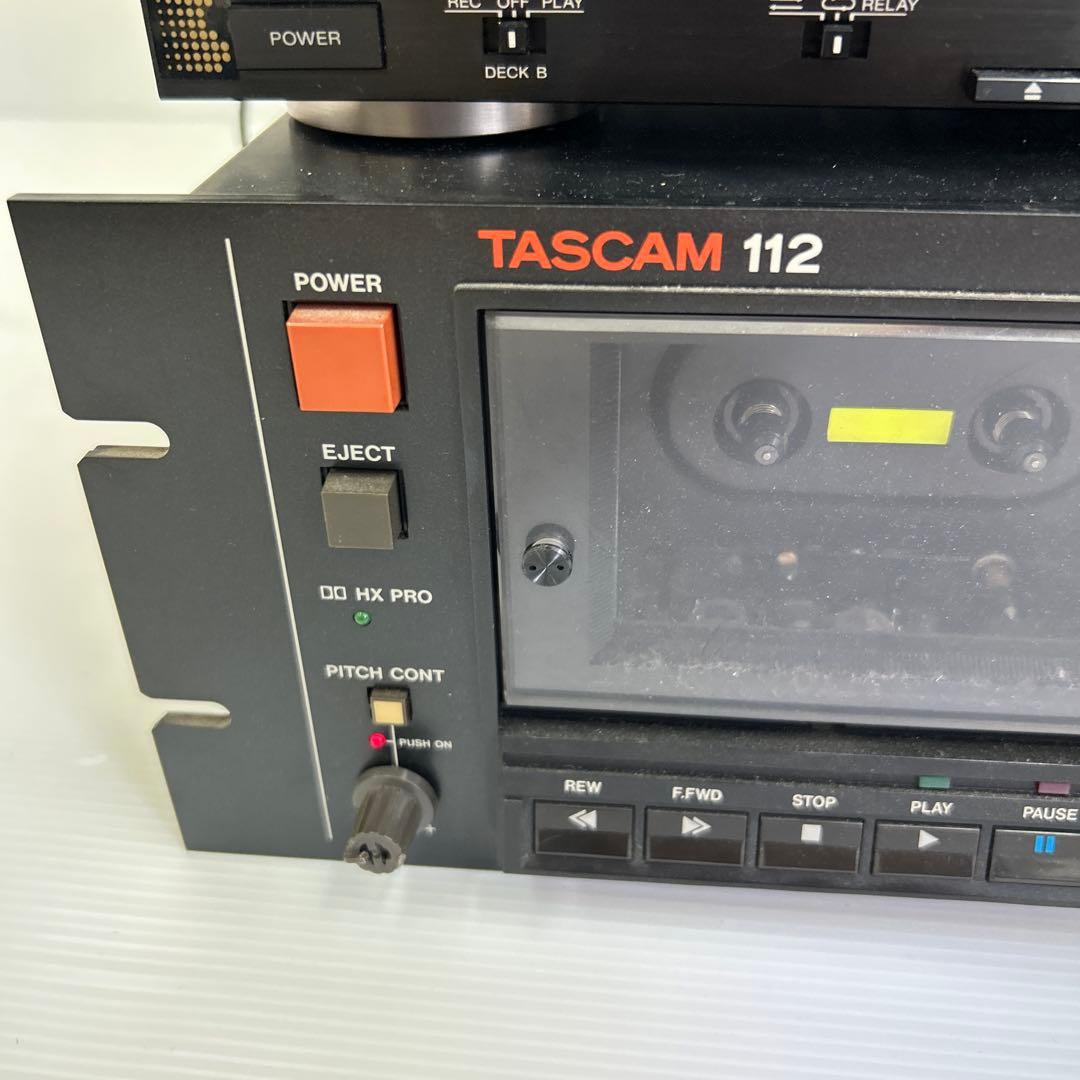 REC OFF PLAY
RELAY
POWER
DECK B
TASCAM 112
POWER
EJECT
HX PRO
PITCH CONT
PUSH ON
+
REW
F.FWD
STOP
PLAY
PAUSE